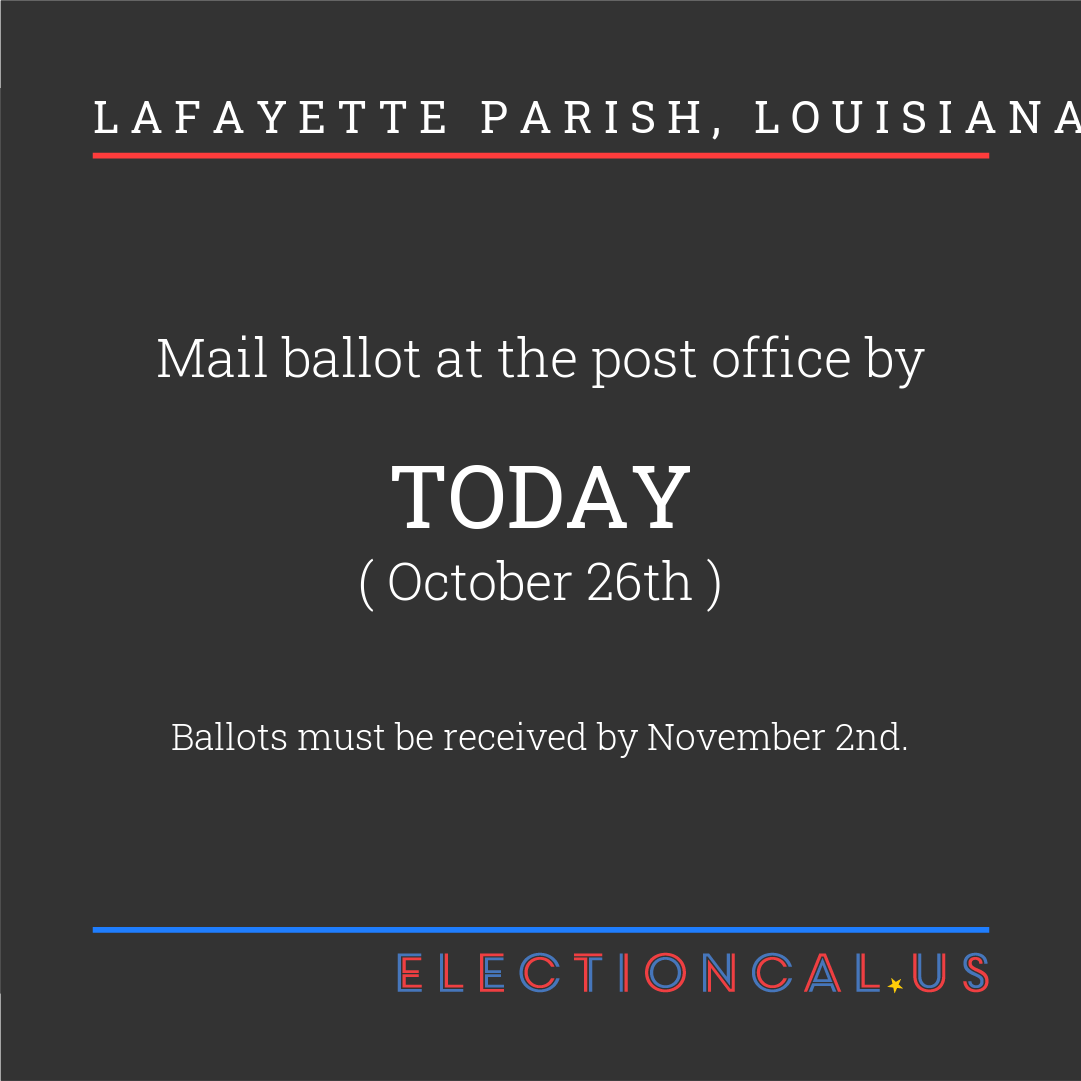 LAFAYETTE PARISH, LOUISIANA
Mail ballot at the post office by
TODAY
( October 26th )
Ballots must be received by November 2nd.
ELECTIONCAL.US